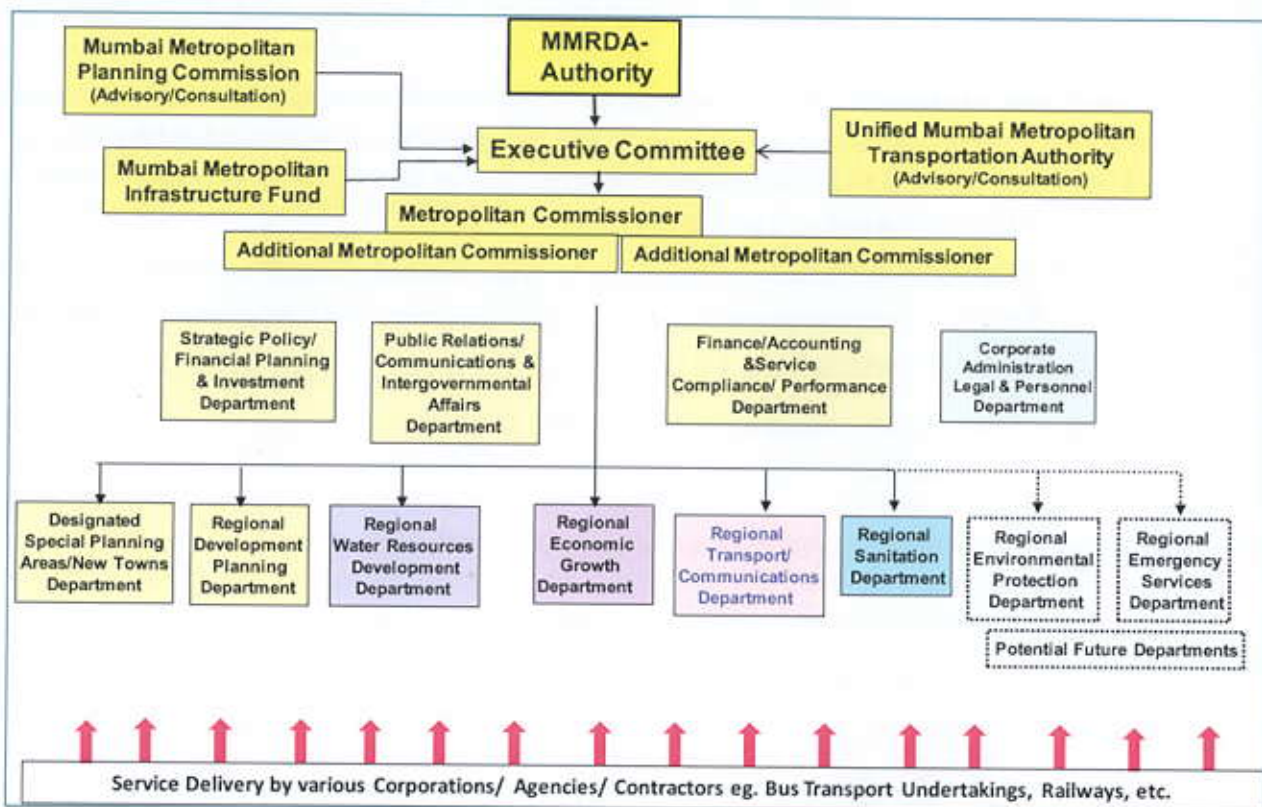 MMRDA-
Authority
Mumbai Metropolitan
Planning Commission
(Advisory/Consultation)
Executive Committee
Unified Mumbai Metropolitan
Transportation Authority
(Advisory/Consultation)
Mumbai Metropolitan
Infrastructure Fund
Metropolitan Commissioner
Additional Metropolitan Commissioner
Additional Metropolitan Commissioner
Strategic Policy/
Financial Planning
& Investment
Department
Public Relations/
Communications &
Intergovernmental
Affairs
Department
Finance/Accounting
&Service
Compliance/ Performance
Department
Corporate
Administration
Legal & Personnel
Department
Designated
Special Planning
Areas/New Towns
Department
Regional
Development
Planning
Department
Regional
Water Resources
Development
Department
Regional
Economic
Growth
Department
Regional
Transport/
Communications
Department
Regional
Sanitation
Department
Regional
Environmental
Protection
Department
Regional
Emergency
Services
Department
Potential Future Departments
Service Delivery by various Corporations/ Agencies/ Contractors eg. Bus Transport Undertakings, Railways, etc.